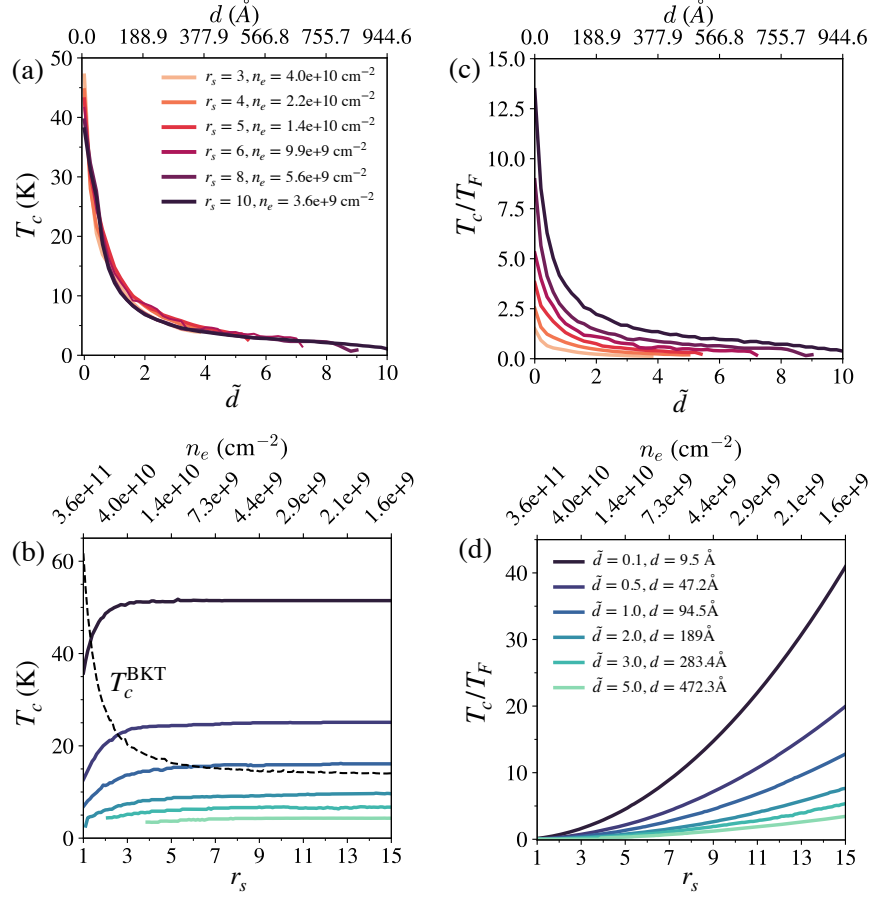 d (Å)
0.0 188.9 377.9 566.8 755.7 944.6
(a)
50
40
30
20
10
0
T_c (K)
r_s = 3, n_e = 4.0e+10 cm⁻²
r_s = 4, n_e = 2.2e+10 cm⁻²
r_s = 5, n_e = 1.4e+10 cm⁻²
r_s = 6, n_e = 9.9e+9 cm⁻²
r_s = 8, n_e = 5.6e+9 cm⁻²
r_s = 10, n_e = 3.6e+9 cm⁻²
0 2 4 6 8 10
d̃
d (Å)
0.0 188.9 377.9 566.8 755.7 944.6
(c)
15.0
12.5
10.0
7.5
5.0
2.5
0.0
T_c/T_F
0 2 4 6 8 10
d̃
n_e (cm⁻²)
3.6e+11 4.0e+10 1.4e+10 7.3e+9 4.4e+9 2.9e+9 2.1e+9 1.6e+9
(b)
60
40
20
0
T_c (K)
T_c^BKT
1 3 5 7 9 11 13 15
r_s
n_e (cm⁻²)
3.6e+11 4.0e+10 1.4e+10 7.3e+9 4.4e+9 2.9e+9 2.1e+9 1.6e+9
(d)
40
30
20
10
0
T_c/T_F
d̃ = 0.1, d = 9.5 Å
d̃ = 0.5, d = 47.2Å
d̃ = 1.0, d = 94.5Å
d̃ = 2.0, d = 189Å
d̃ = 3.0, d = 283.4Å
d̃ = 5.0, d = 472.3Å
1 3 5 7 9 11 13 15
r_s